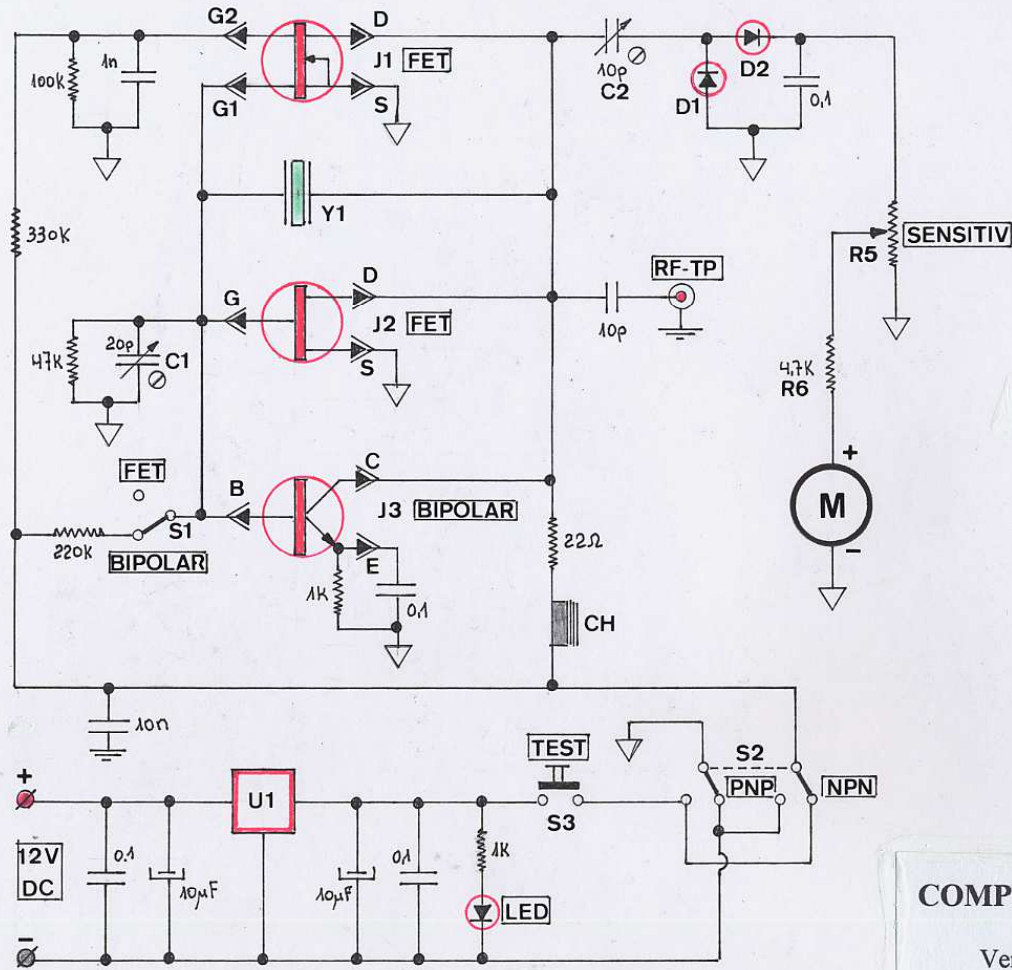 G2
D
J1 FET
100k
1n
G1
S
10p
C2
D1
D2
0,1
Y1
330K
R5
SENSITIV
G
D
J2 FET
S
RF-TP
10p
47K
20p
C1
4.7K
R6
FET
S1
B
C
J3 BIPOLAR
E
220K
BIPOLAR
1K
0,1
22Ω
CH
+
M
-
10n
TEST
S3
S2
PNP
NPN
+
12V
DC
-
0.1
10µF
U1
10µF
0,1
1K
LED
COMP
Ver